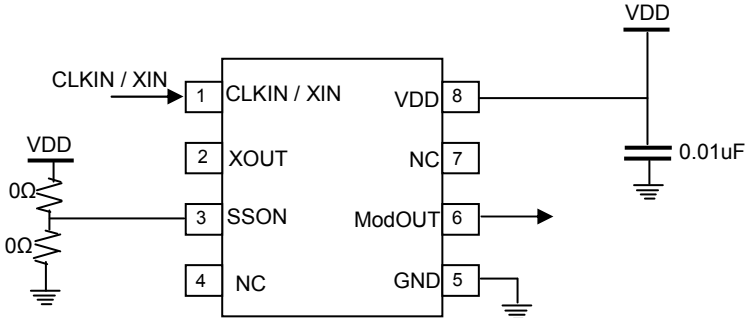 VDD
CLKIN / XIN
1 CLKIN / XIN
VDD 8
VDD
2 XOUT
NC 7
0.01uF
0Ω
3 SSON
ModOUT 6
0Ω
4 NC
GND 5